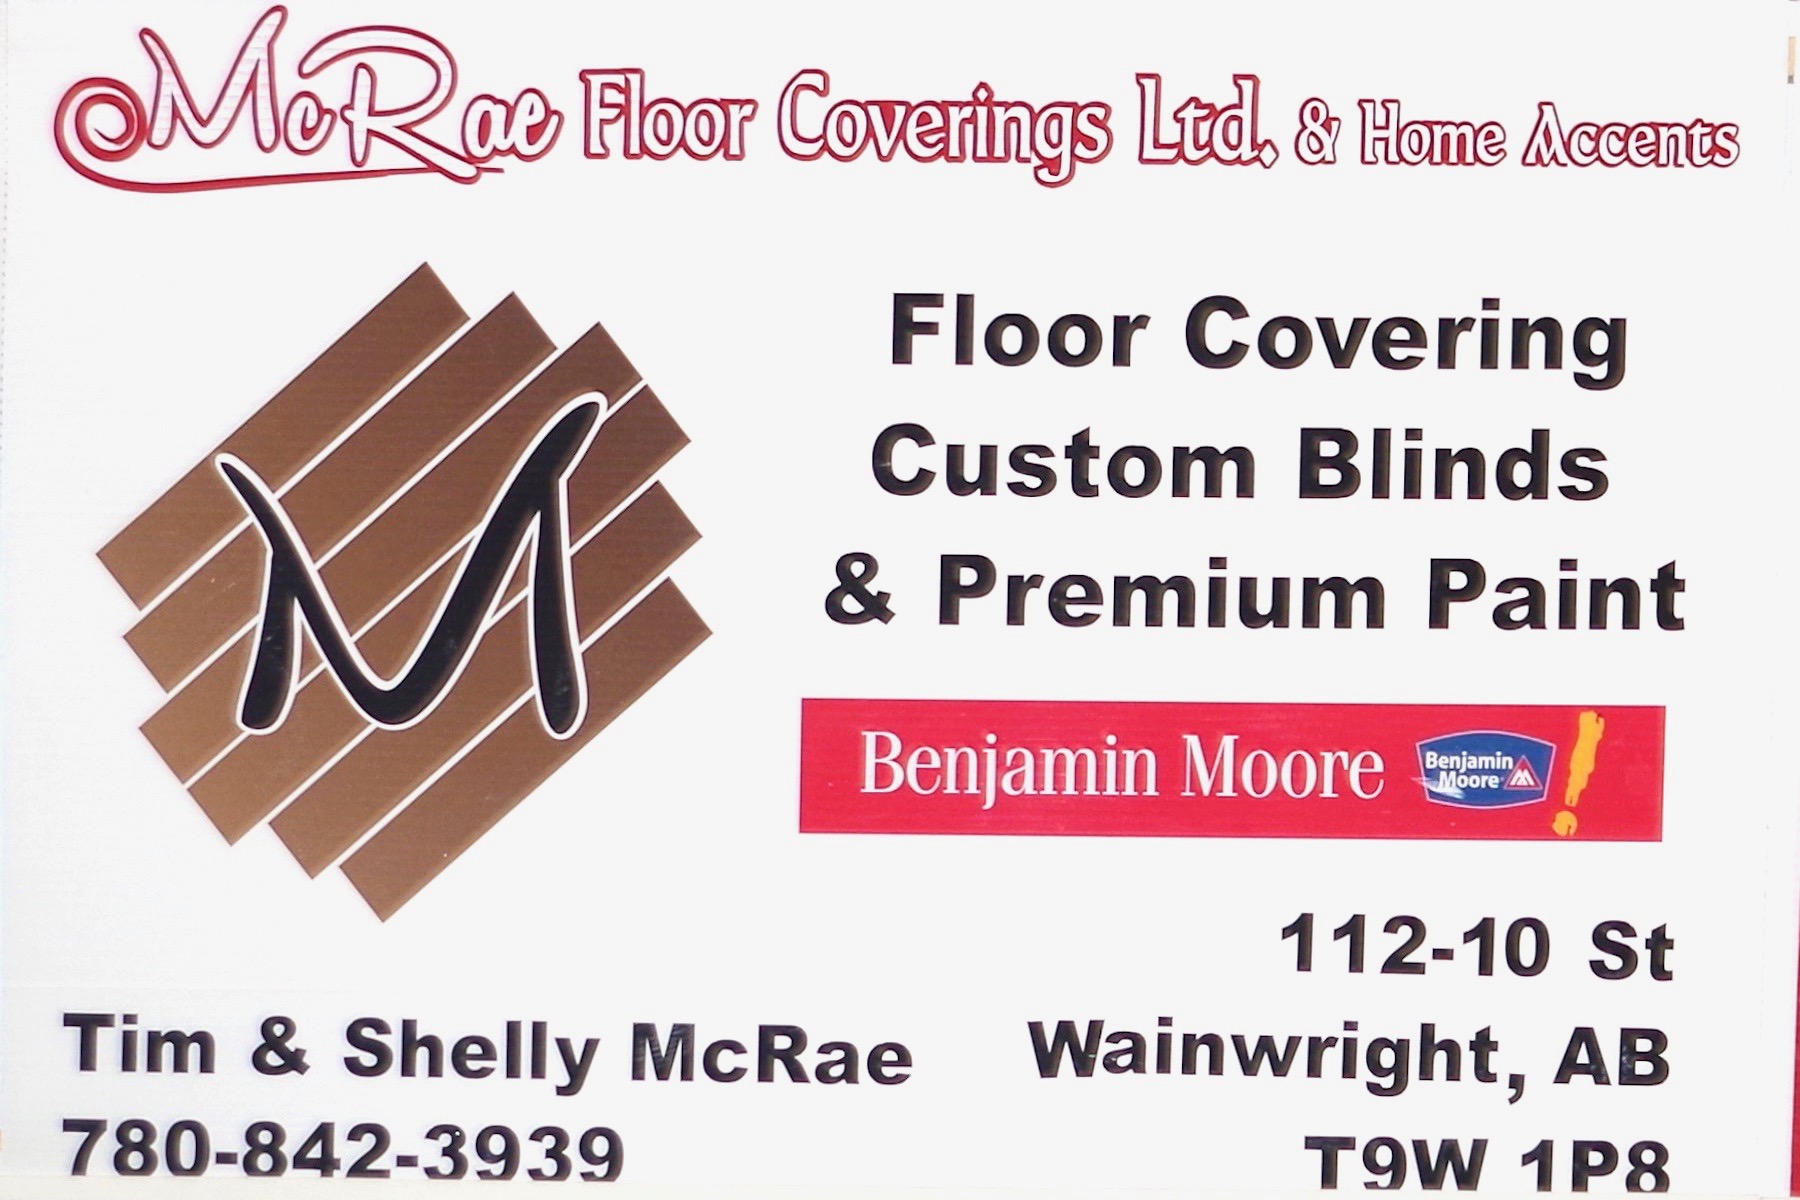 McRae Floor Coverings Ltd. & Home Accents
M
Floor Covering
Custom Blinds
& Premium Paint
Benjamin Moore
Benjamin
Moore
!
112-10 St
Wainwright, AB
T9W 1P8
Tim & Shelly McRae
780-842-3939